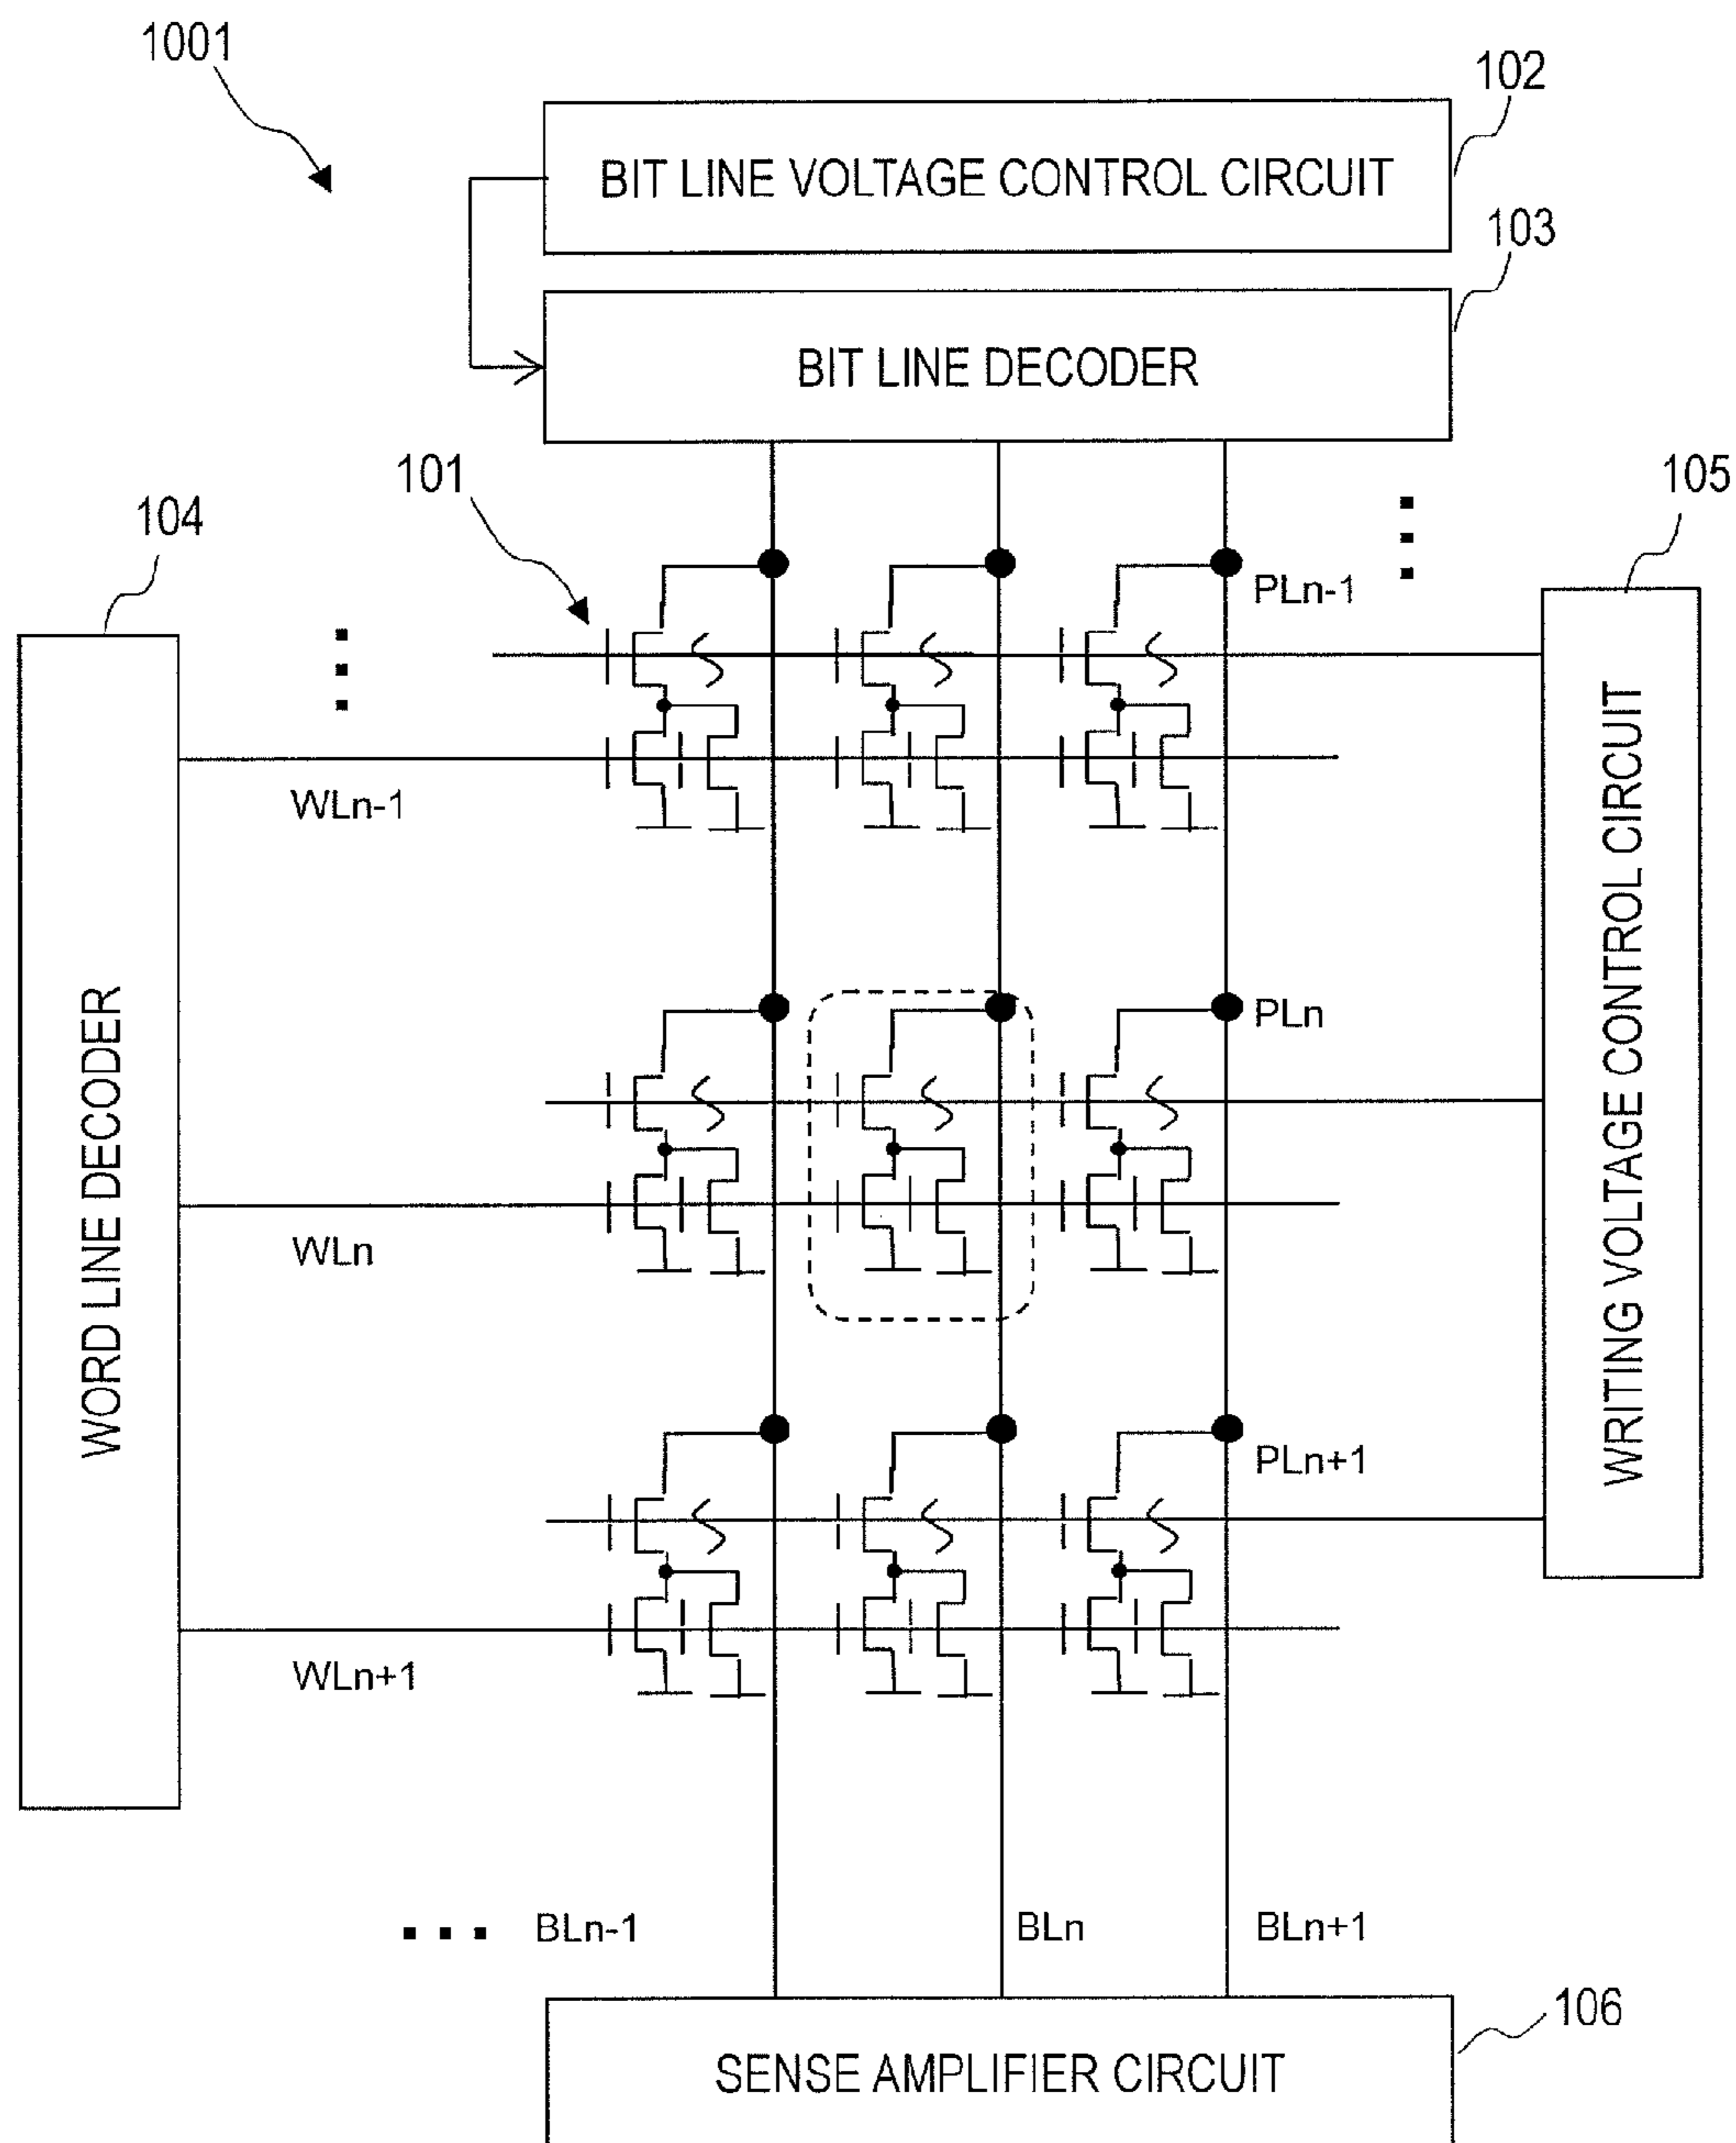 1001
102
BIT LINE VOLTAGE CONTROL CIRCUIT
103
BIT LINE DECODER
101
104
105
PLn-1
WLn-1
WORD LINE DECODER
WRITING VOLTAGE CONTROL CIRCUIT
PLn
WLn
PLn+1
WLn+1
BLn-1
BLn
BLn+1
106
SENSE AMPLIFIER CIRCUIT